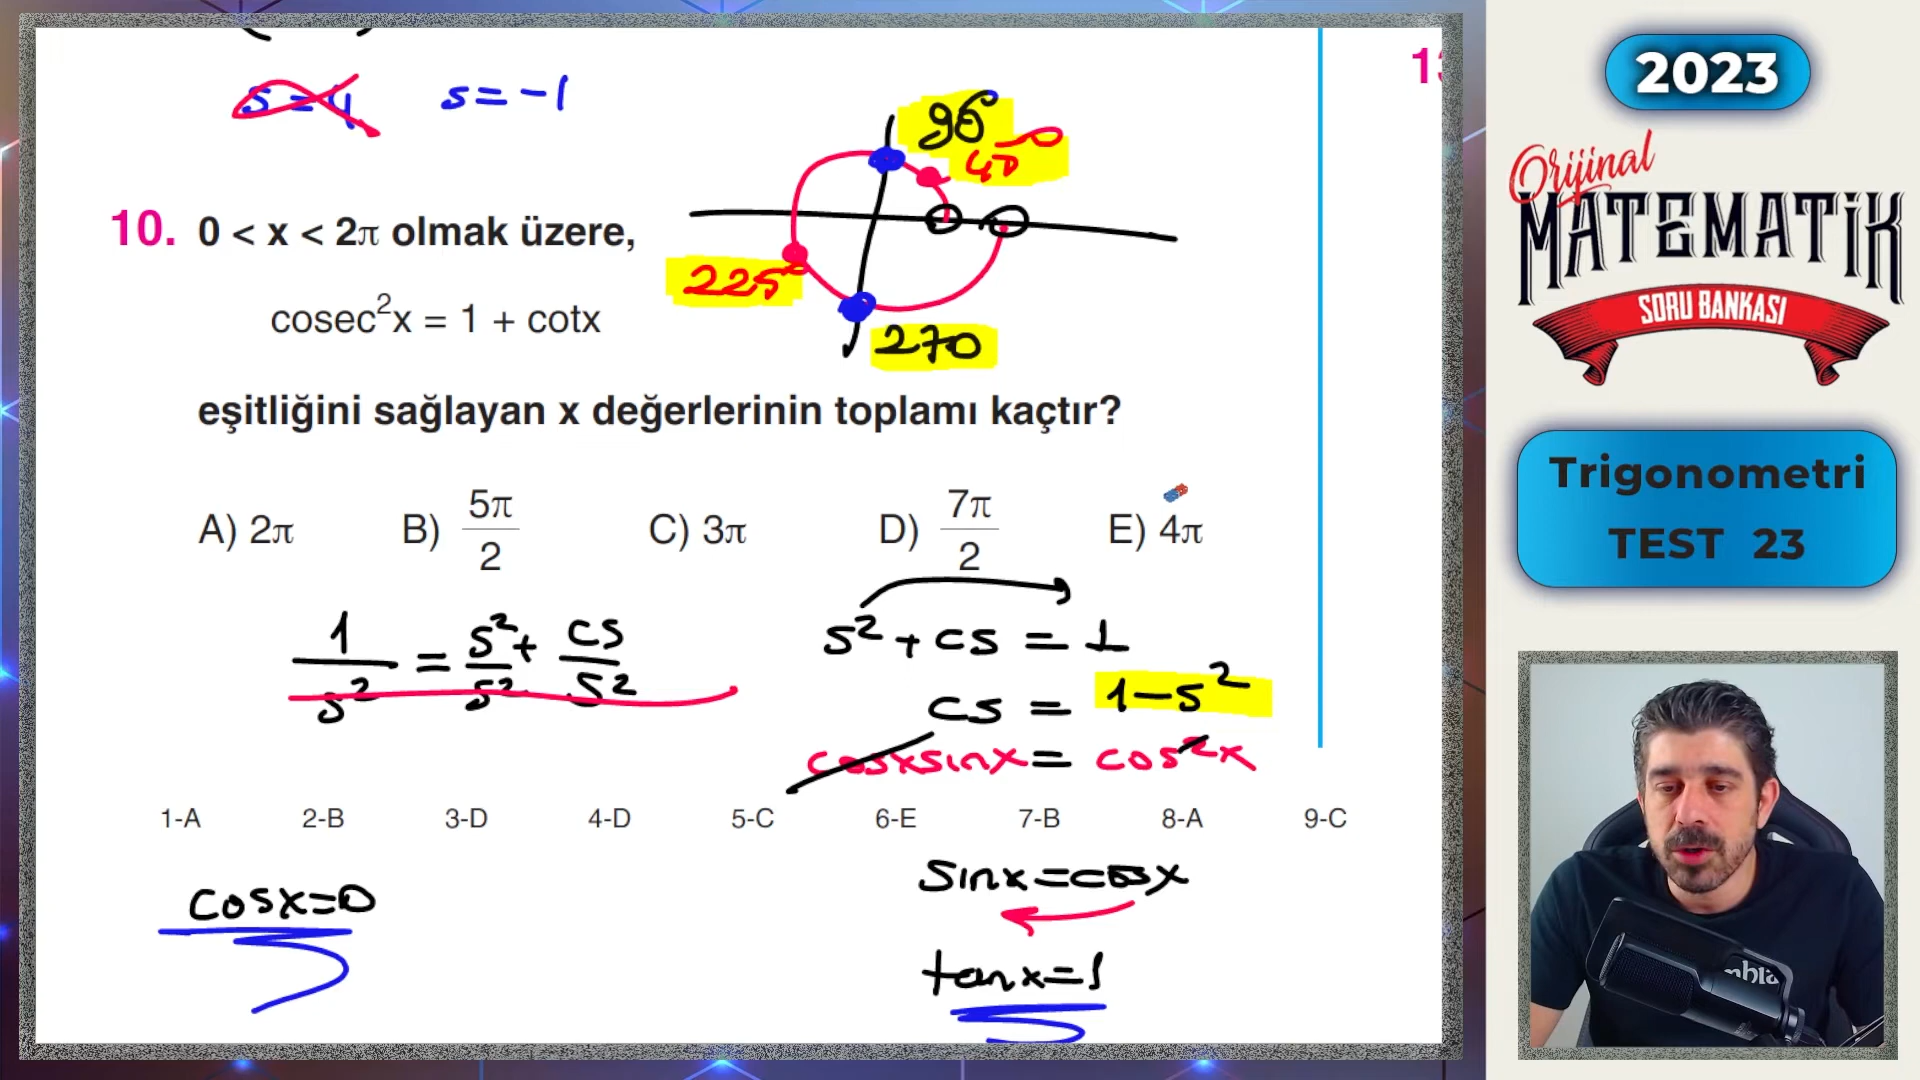 s = 4
s = -1
96°
45°
225°
270
10. 0 < x < 2π olmak üzere,
cosec²x = 1 + cotx
eşitliğini sağlayan x değerlerinin toplamı kaçtır?
A) 2π B) 5π/2 C) 3π D) 7π/2 E) 4π
1/s² = s²/s² + cs/s²
s² + cs = 1
cs = 1-s²
cosxsinx = cos²x
1-A 2-B 3-D 4-D 5-C 6-E 7-B 8-A 9-C
cosx=0
sinx=cosx
tanx=1
2023
Orijinal
MATEMATİK
SORU BANKASI
Trigonometri
TEST 23